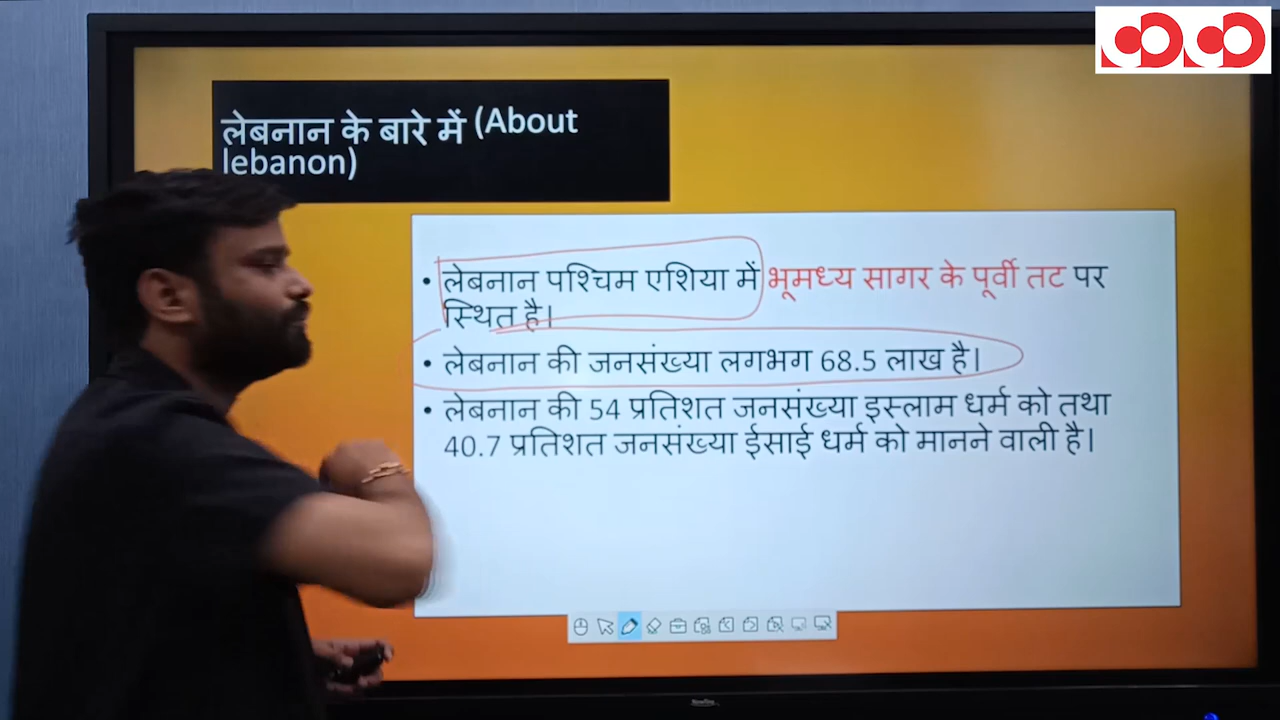 लेबनान के बारे में (About
lebanon)
• लेबनान पश्चिम एशिया में भूमध्य सागर के पूर्वी तट पर
स्थित है।
• लेबनान की जनसंख्या लगभग 68.5 लाख है।
• लेबनान की 54 प्रतिशत जनसंख्या इस्लाम धर्म को तथा
40.7 प्रतिशत जनसंख्या ईसाई धर्म को मानने वाली है।